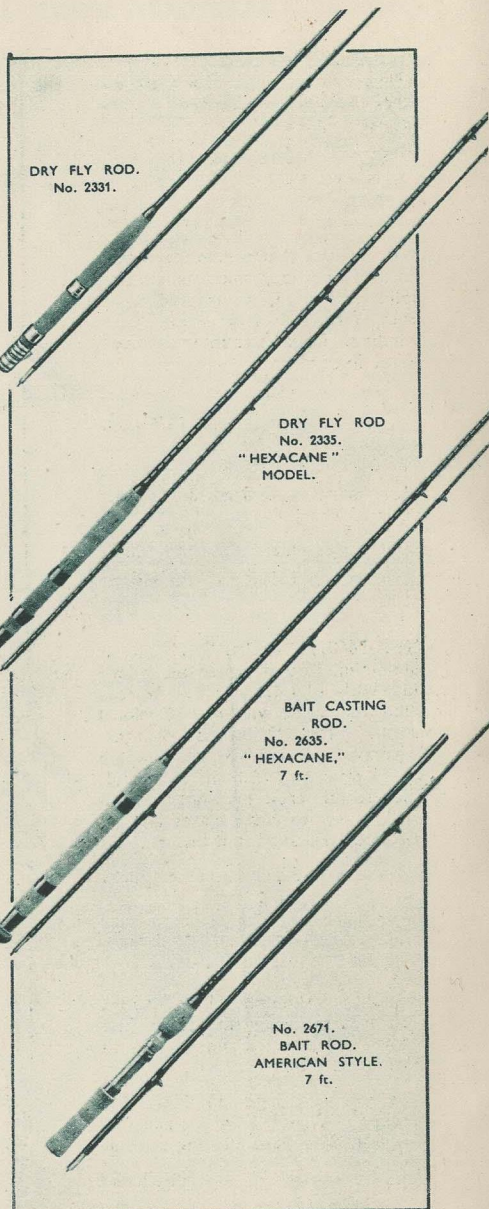 DRY FLY ROD.
No. 2331.
DRY FLY ROD
No. 2335.
"HEXACANE"
MODEL.
BAIT CASTING
ROD.
No. 2635.
"HEXACANE,"
7 ft.
No. 2671.
BAIT ROD.
AMERICAN STYLE.
7 ft.